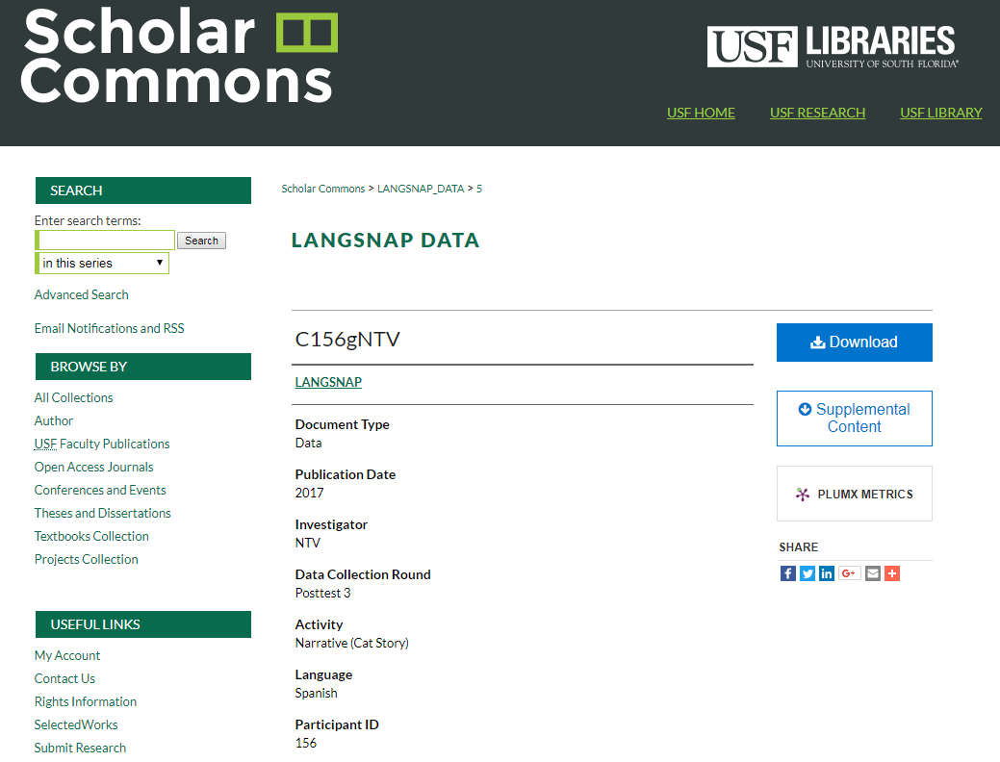 Scholar
Commons
USF LIBRARIES
UNIVERSITY OF SOUTH FLORIDA®
USF HOME USF RESEARCH USF LIBRARY
SEARCH
Enter search terms:
Search
in this series
Advanced Search
Email Notifications and RSS
BROWSE BY
All Collections
Author
USF Faculty Publications
Open Access Journals
Conferences and Events
Theses and Dissertations
Textbooks Collection
Projects Collection
USEFUL LINKS
My Account
Contact Us
Rights Information
SelectedWorks
Submit Research
Scholar Commons > LANGSNAP_DATA > 5
LANGSNAP DATA
C156gNTV
LANGSNAP
Document Type
Data
Publication Date
2017
Investigator
NTV
Data Collection Round
Posttest 3
Activity
Narrative (Cat Story)
Language
Spanish
Participant ID
156
Download
Supplemental
Content
PLUMX METRICS
SHARE
f in G+ +